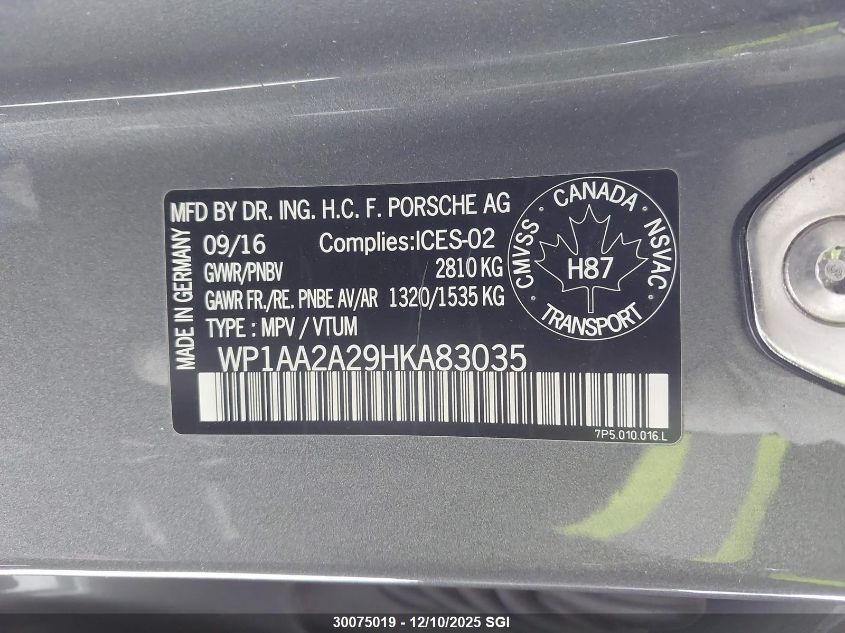 MFD BY DR. ING. H.C. F. PORSCHE AG
MADE IN GERMANY
09/16 Complies:ICES-02
GVWR/PNBV 2810 KG
GAWR FR./RE. PNBE AV/AR 1320/1535 KG
TYPE : MPV / VTUM
WP1AA2A29HKA83035
7P5.010.016.L
CMVSS · CANADA · NSVAC ·
H87
TRANSPORT
30075019 - 12/10/2025 SGI